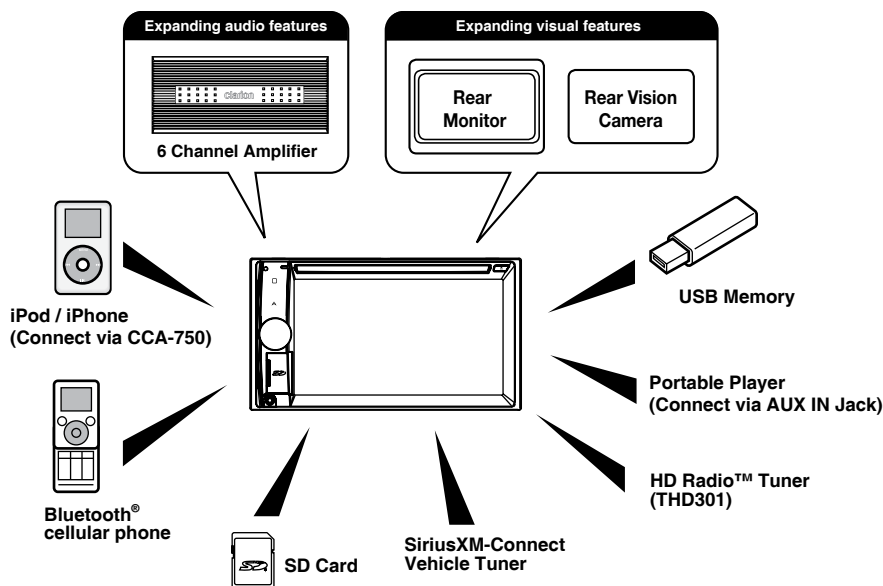 Expanding audio features
Expanding visual features
clarion
Rear
Monitor
Rear Vision
Camera
6 Channel Amplifier
iPod / iPhone
(Connect via CCA-750)
USB Memory
Portable Player
(Connect via AUX IN Jack)
HD Radio™ Tuner
(THD301)
Bluetooth®
cellular phone
SD Card
SiriusXM-Connect
Vehicle Tuner
SD
SD